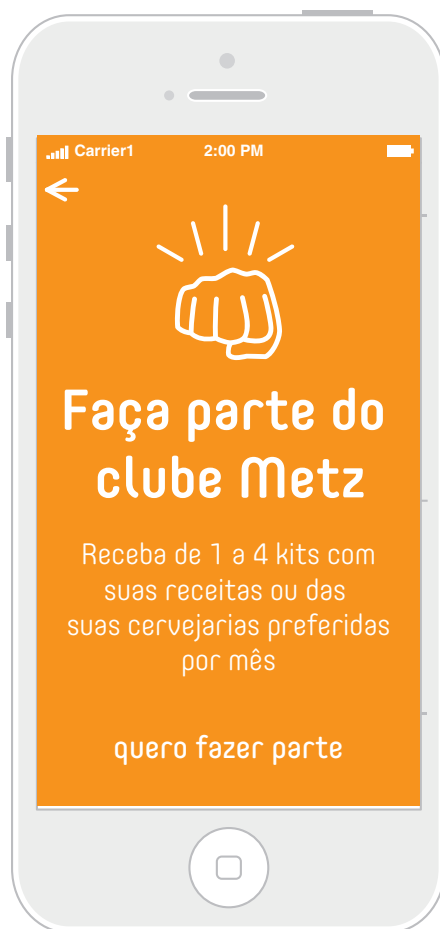 Carrier1 2:00 PM
Faça parte do
clube Metz
Receba de 1 a 4 kits com
suas receitas ou das
suas cervejarias preferidas
por mês
quero fazer parte